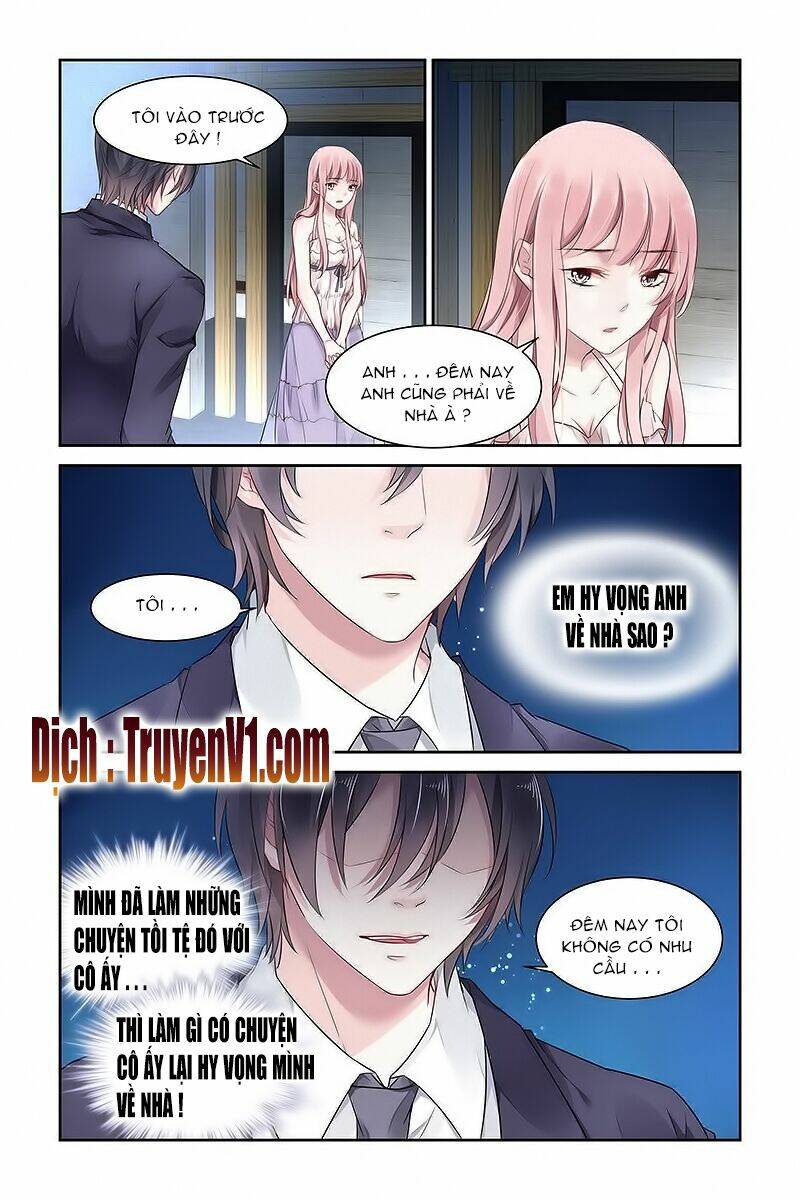 TÔI VÀO TRƯỚC
ĐÂY !
ANH . . . ĐÊM NAY
ANH CŨNG PHẢI VỀ
NHÀ À ?
TÔI . . .
EM HY VỌNG ANH
VỀ NHÀ SAO ?
Dịch : TruyenV1.com
MÌNH ĐÃ LÀM NHỮNG
CHUYỆN TỒI TỆ ĐÓ VỚI
CÔ ẤY . . .
ĐÊM NAY TÔI
KHÔNG CÓ NHU
CẦU . . .
THÌ LÀM GÌ CÓ CHUYỆN
CÔ ẤY LẠI HY VỌNG MÌNH
VỀ NHÀ !